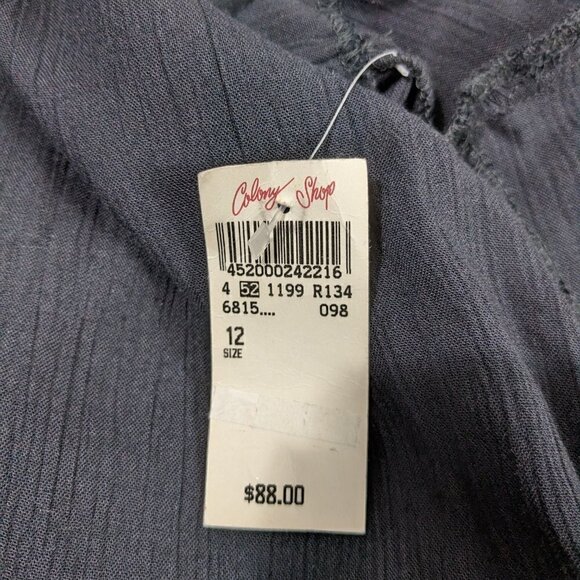 Colony Shop
452000242216
4 52 1199 R134
6815.... 098
12
SIZE
$88.00